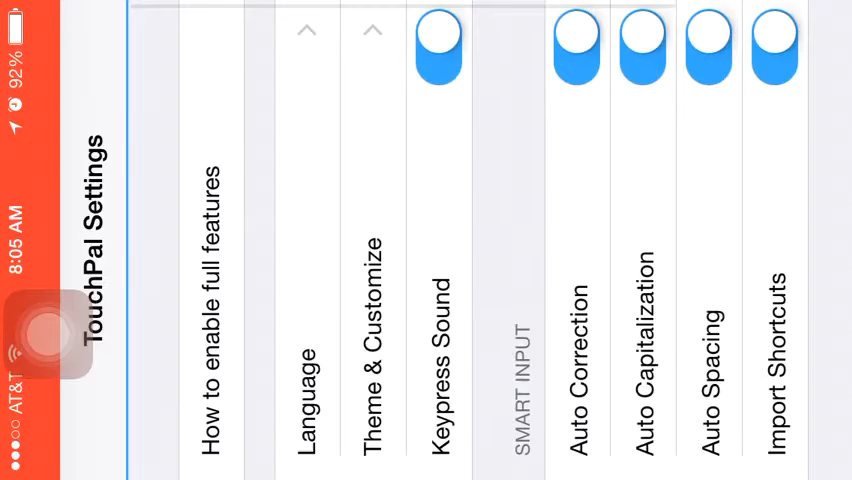 AT&T 8:05 AM 92%
TouchPal Settings
How to enable full features
Language
Theme & Customize
Keypress Sound
SMART INPUT
Auto Correction
Auto Capitalization
Auto Spacing
Import Shortcuts